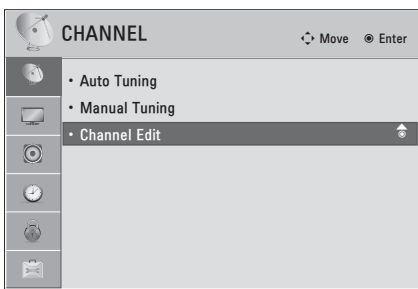 CHANNEL
Move Enter
• Auto Tuning
• Manual Tuning
• Channel Edit